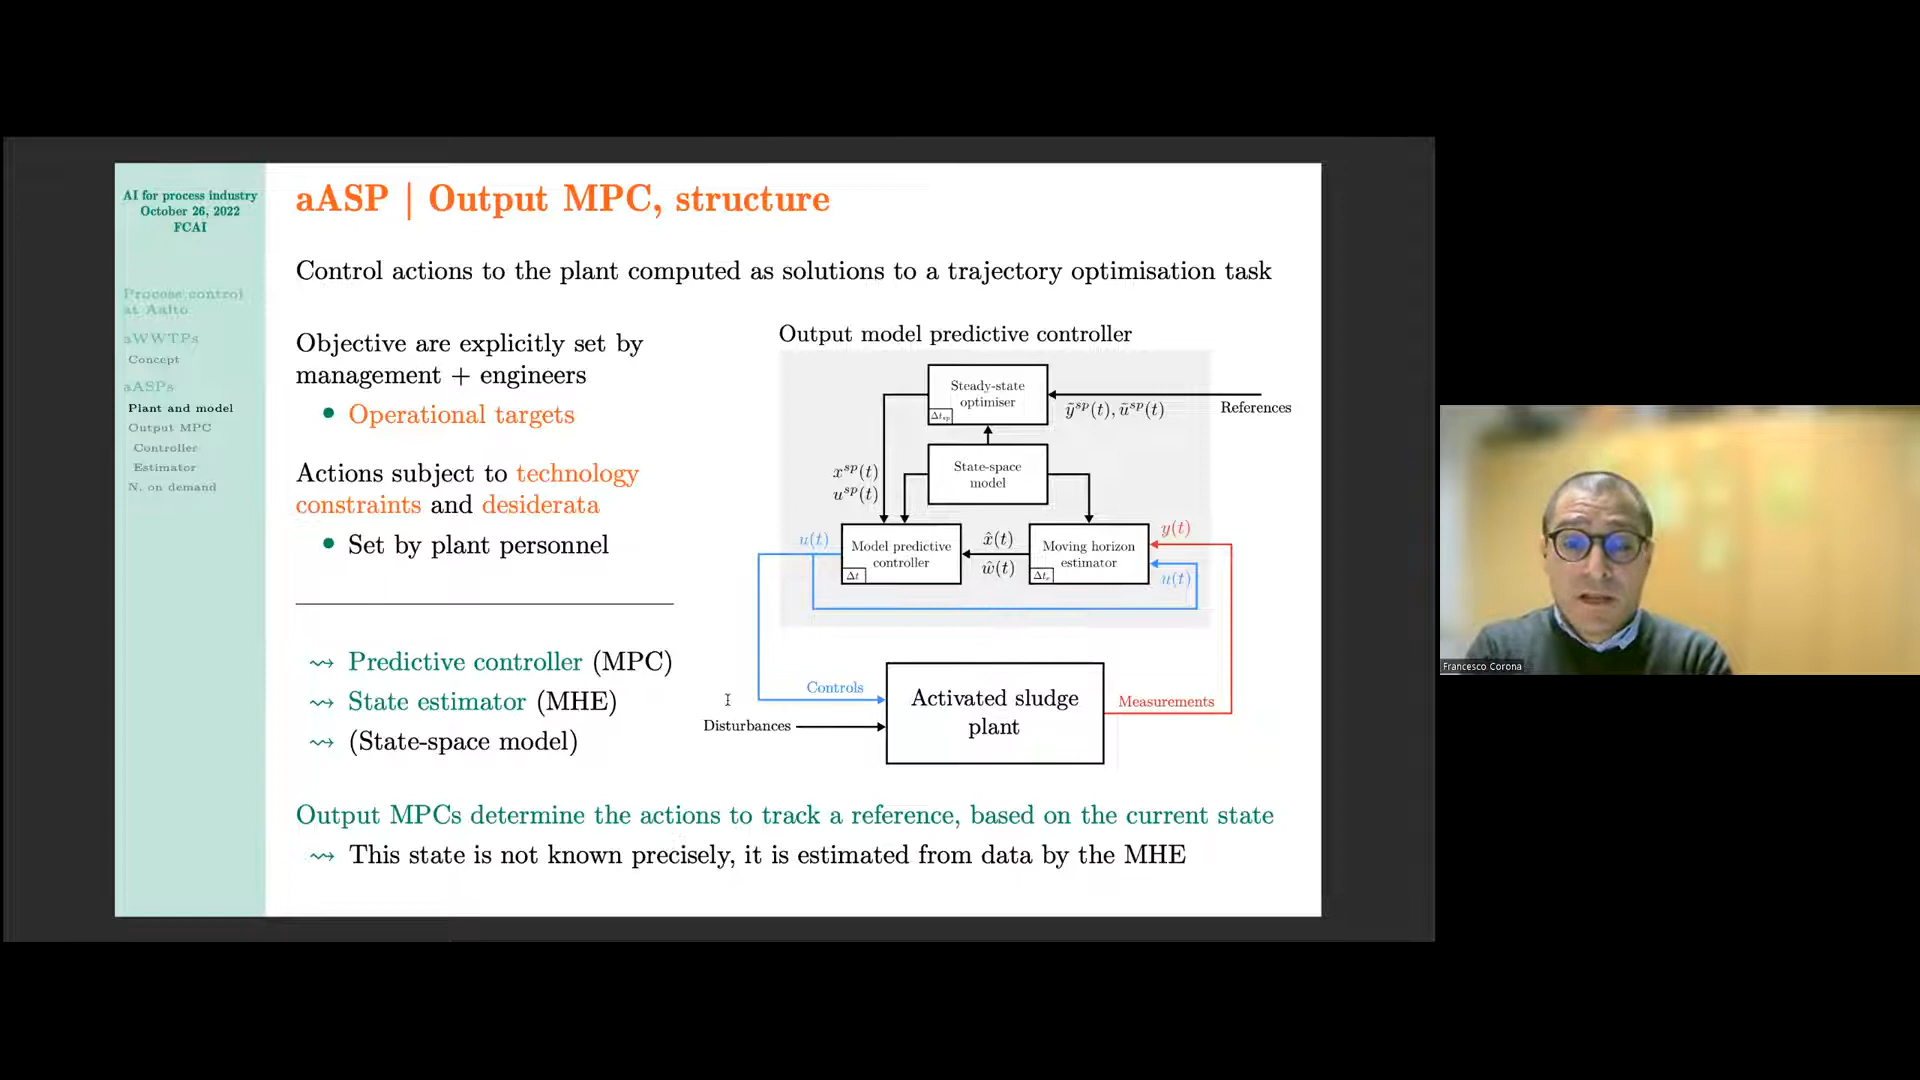 AI for process industry
October 26, 2022
FCAI
Process control
at Aalto
aWWTPs
Concept
aASPs
Plant and model
Output MPC
Controller
Estimator
N. on demand
aASP | Output MPC, structure
Control actions to the plant computed as solutions to a trajectory optimisation task
Objective are explicitly set by
management + engineers
• Operational targets
Actions subject to technology
constraints and desiderata
• Set by plant personnel
⇝ Predictive controller (MPC)
⇝ State estimator (MHE)
⇝ (State-space model)
Output model predictive controller
Steady-state
optimiser
Δt_sp
ỹ^sp(t), ũ^sp(t)
References
State-space
model
x^sp(t)
u^sp(t)
u(t)
Model predictive
controller
Δt
x̂(t)
ŵ(t)
Moving horizon
estimator
Δt_e
y(t)
u(t)
Controls
Disturbances
Activated sludge
plant
Measurements
Output MPCs determine the actions to track a reference, based on the current state
⇝ This state is not known precisely, it is estimated from data by the MHE
Francesco Corona